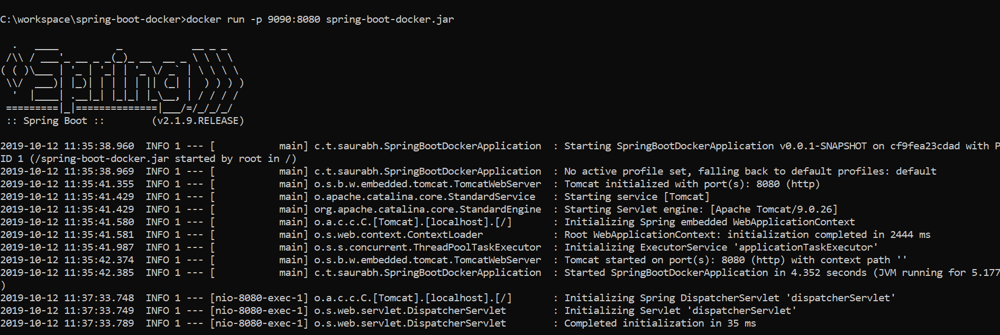 C:\workspace\spring-boot-docker>docker run -p 9090:8080 spring-boot-docker.jar
  .   ____          _            __ _ _
 /\\ / ___'_ __ _ _(_)_ __  __ _ \ \ \ \
( ( )\___ | '_ | '_| | '_ \/ _` | \ \ \ \
 \\/  ___)| |_)| | | | | || (_| |  ) ) ) )
  '  |____| .__|_| |_|_| |_\__, | / / / /
 =========|_|==============|___/=/_/_/_/
 :: Spring Boot ::        (v2.1.9.RELEASE)
2019-10-12 11:35:38.960  INFO 1 --- [           main] c.t.saurabh.SpringBootDockerApplication  : Starting SpringBootDockerApplication v0.0.1-SNAPSHOT on cf9fea23cdad with P
ID 1 (/spring-boot-docker.jar started by root in /)
2019-10-12 11:35:38.969  INFO 1 --- [           main] c.t.saurabh.SpringBootDockerApplication  : No active profile set, falling back to default profiles: default
2019-10-12 11:35:41.355  INFO 1 --- [           main] o.s.b.w.embedded.tomcat.TomcatWebServer  : Tomcat initialized with port(s): 8080 (http)
2019-10-12 11:35:41.429  INFO 1 --- [           main] o.apache.catalina.core.StandardService   : Starting service [Tomcat]
2019-10-12 11:35:41.429  INFO 1 --- [           main] org.apache.catalina.core.StandardEngine  : Starting Servlet engine: [Apache Tomcat/9.0.26]
2019-10-12 11:35:41.580  INFO 1 --- [           main] o.a.c.c.C.[Tomcat].[localhost].[/]       : Initializing Spring embedded WebApplicationContext
2019-10-12 11:35:41.581  INFO 1 --- [           main] o.s.web.context.ContextLoader            : Root WebApplicationContext: initialization completed in 2444 ms
2019-10-12 11:35:41.987  INFO 1 --- [           main] o.s.s.concurrent.ThreadPoolTaskExecutor  : Initializing ExecutorService 'applicationTaskExecutor'
2019-10-12 11:35:42.374  INFO 1 --- [           main] o.s.b.w.embedded.tomcat.TomcatWebServer  : Tomcat started on port(s): 8080 (http) with context path ''
2019-10-12 11:35:42.385  INFO 1 --- [           main] c.t.saurabh.SpringBootDockerApplication  : Started SpringBootDockerApplication in 4.352 seconds (JVM running for 5.177
)
2019-10-12 11:37:33.748  INFO 1 --- [nio-8080-exec-1] o.a.c.c.C.[Tomcat].[localhost].[/]       : Initializing Spring DispatcherServlet 'dispatcherServlet'
2019-10-12 11:37:33.749  INFO 1 --- [nio-8080-exec-1] o.s.web.servlet.DispatcherServlet        : Initializing Servlet 'dispatcherServlet'
2019-10-12 11:37:33.789  INFO 1 --- [nio-8080-exec-1] o.s.web.servlet.DispatcherServlet        : Completed initialization in 35 ms